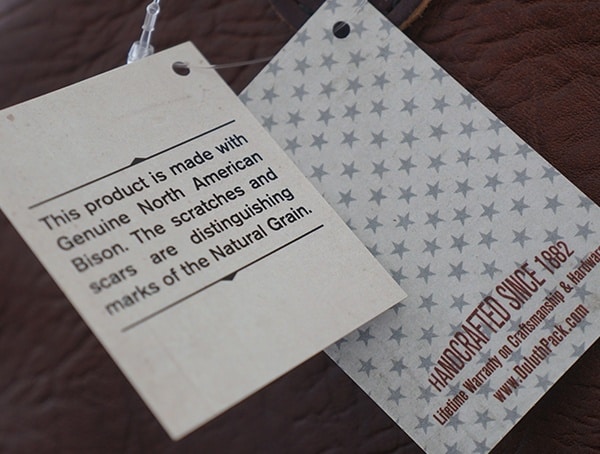 This product is made with
Genuine North American
Bison. The scratches and
scars are distinguishing
marks of the Natural Grain.
HANDCRAFTED SINCE 1882
Lifetime Warranty on Craftsmanship & Hardware
www.DuluthPack.com